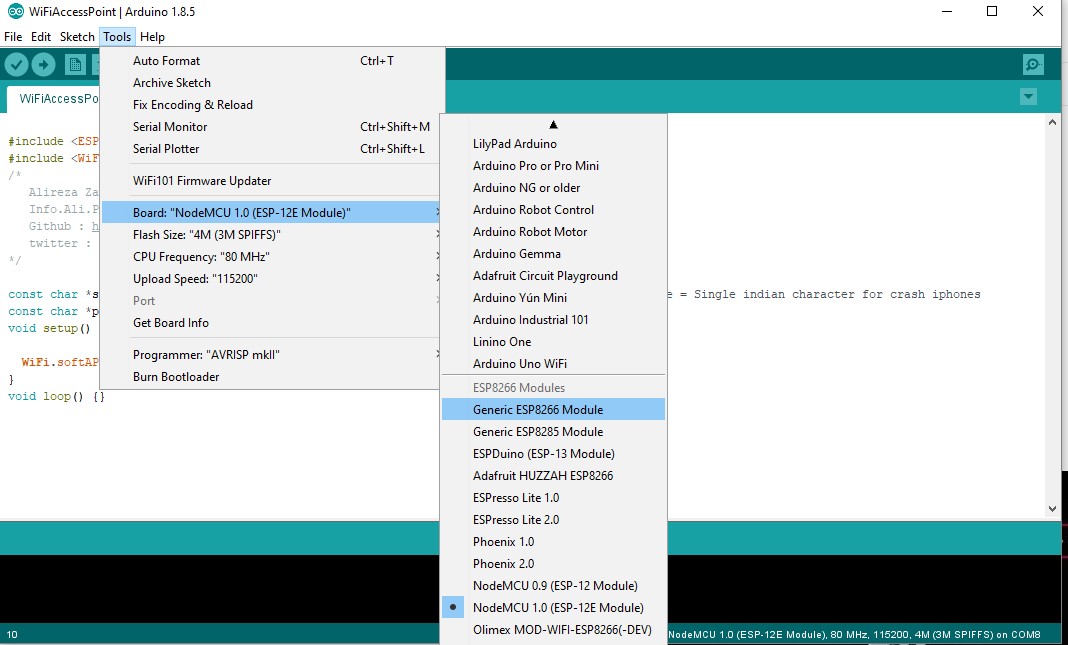 WiFiAccessPoint | Arduino 1.8.5
File Edit Sketch Tools Help
WiFiAccessPo
#include <ESP
#include <WiF
/*
Alireza Za
Info.Ali.P
Github : h
twitter :
*/
const char *s
e = Single indian character for crash iphones
const char *p
void setup()
WiFi.softAP
}
void loop() {}
Auto Format Ctrl+T
Archive Sketch
Fix Encoding & Reload
Serial Monitor Ctrl+Shift+M
Serial Plotter Ctrl+Shift+L
WiFi101 Firmware Updater
Board: "NodeMCU 1.0 (ESP-12E Module)"
Flash Size: "4M (3M SPIFFS)"
CPU Frequency: "80 MHz"
Upload Speed: "115200"
Port
Get Board Info
Programmer: "AVRISP mkII"
Burn Bootloader
LilyPad Arduino
Arduino Pro or Pro Mini
Arduino NG or older
Arduino Robot Control
Arduino Robot Motor
Arduino Gemma
Adafruit Circuit Playground
Arduino Yún Mini
Arduino Industrial 101
Linino One
Arduino Uno WiFi
ESP8266 Modules
Generic ESP8266 Module
Generic ESP8285 Module
ESPDuino (ESP-13 Module)
Adafruit HUZZAH ESP8266
ESPresso Lite 1.0
ESPresso Lite 2.0
Phoenix 1.0
Phoenix 2.0
NodeMCU 0.9 (ESP-12 Module)
NodeMCU 1.0 (ESP-12E Module)
Olimex MOD-WIFI-ESP8266(-DEV)
10
NodeMCU 1.0 (ESP-12E Module), 80 MHz, 115200, 4M (3M SPIFFS) on COM8